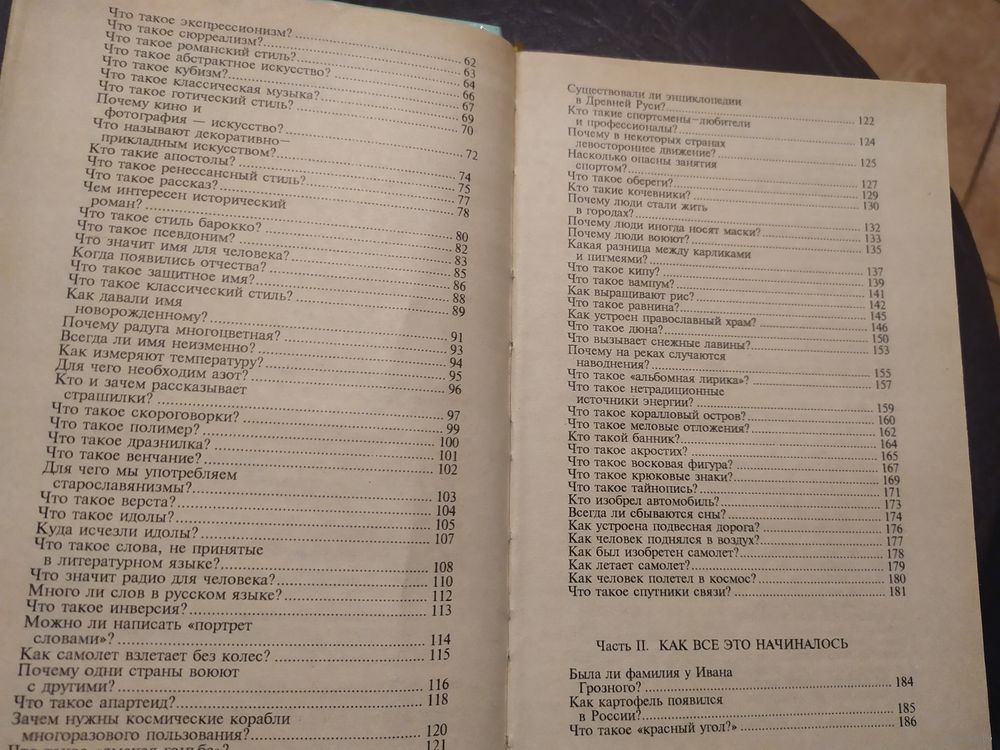 Что такое экспрессионизм? 62
Что такое сюрреализм? 63
Что такое романский стиль? 64
Что такое абстрактное искусство? 66
Что такое кубизм? 67
Что такое классическая музыка? 69
Что такое готический стиль? 70
Почему кино и
фотография — искусство? 72
Что называют декоративно—
прикладным искусством? 74
Кто такие апостолы? 75
Что такое ренессансный стиль? 77
Что такое рассказ? 78
Чем интересен исторический
роман? 80
Что такое стиль барокко? 82
Что такое псевдоним? 83
Что значит имя для человека? 85
Когда появились отчества? 86
Что такое защитное имя? 88
Что такое классический стиль? 89
Как давали имя
новорожденному? 91
Почему радуга многоцветная? 93
Всегда ли имя неизменно? 94
Как измеряют температуру? 95
Для чего необходим азот? 96
Кто и зачем рассказывает
страшилки? 97
Что такое скороговорки? 99
Что такое полимер? 100
Что такое дразнилка? 101
Что такое венчание? 102
Для чего мы употребляем
старославянизмы? 103
Что такое верста? 104
Что такое идолы? 105
Куда исчезли идолы? 107
Что такое слова, не принятые
в литературном языке? 108
Что значит радио для человека? 110
Много ли слов в русском языке? 112
Что такое инверсия? 113
Можно ли написать «портрет
словами»? 114
Как самолет взлетает без колес? 115
Почему одни страны воюют
с другими? 116
Что такое апартеид? 118
Зачем нужны космические корабли
многоразового пользования? 120
Что такое 121
Существовали ли энциклопедии
в Древней Руси? 122
Кто такие спортсмены—любители
и профессионалы? 124
Почему в некоторых странах
левостороннее движение? 125
Насколько опасны занятия
спортом? 127
Что такое обереги? 129
Кто такие кочевники? 130
Почему люди стали жить
в городах? 132
Почему люди иногда носят маски? 133
Почему люди воюют? 135
Какая разница между карликами
и пигмеями? 137
Что такое кипу? 139
Что такое вампум? 141
Как выращивают рис? 142
Что такое равнина? 145
Как устроен православный храм? 146
Что такое дюна? 150
Что вызывает снежные лавины? 153
Почему на реках случаются
наводнения? 155
Что такое «альбомная лирика»? 157
Что такое нетрадиционные
источники энергии? 159
Что такое коралловый остров? 160
Что такое меловые отложения? 162
Кто такой банник? 164
Что такое акростих? 165
Что такое восковая фигура? 167
Что такое крюковые знаки? 169
Что такое тайнопись? 171
Кто изобрел автомобиль? 173
Всегда ли сбываются сны? 174
Как устроена подвесная дорога? 176
Как человек поднялся в воздух? 177
Как был изобретен самолет? 178
Как летает самолет? 179
Как человек полетел в космос? 180
Что такое спутники связи? 181
Часть II. КАК ВСЕ ЭТО НАЧИНАЛОСЬ
Была ли фамилия у Ивана
Грозного? 184
Как картофель появился
в России? 185
Что такое «красный угол?» 186